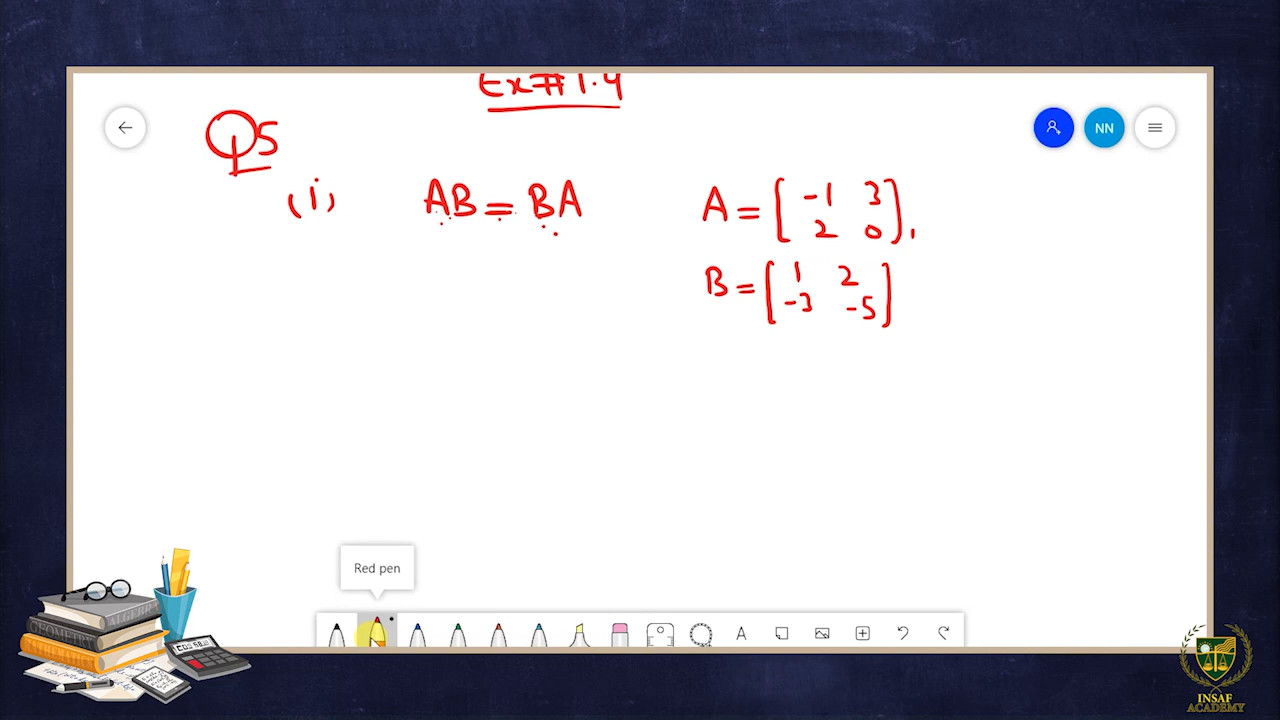 Ex# 1.4
Q5
(i) AB = BA
A = [ -1 3
2 0 ],
B = [ 1 2
-3 -5 ]
NN
Red pen
A
GEOMETRY
INSAF
ACADEMY